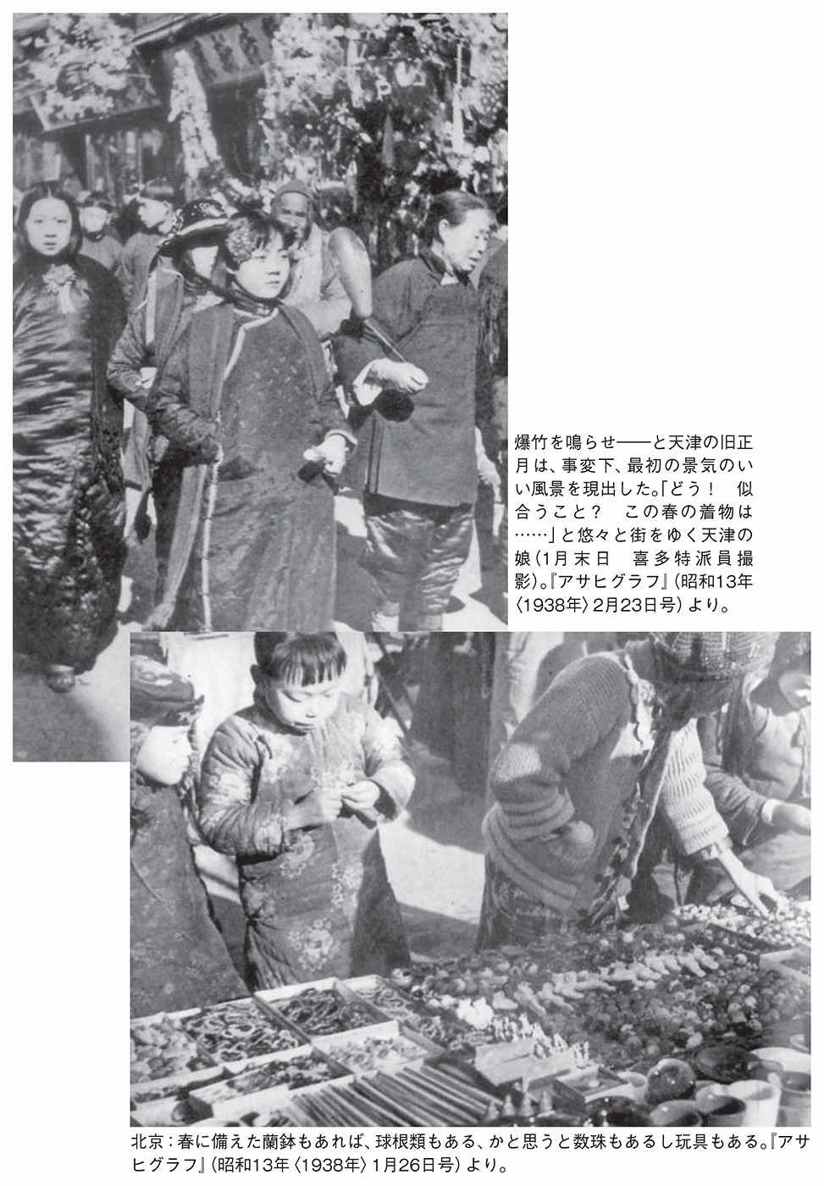 爆竹を鳴らせ――と天津の旧正
月は、事変下、最初の景気のい
い風景を現出した。「どう！　似
合うこと？　この春の着物は
……」と悠々と街をゆく天津の
娘（1月末日　喜多特派員撮
影）。『アサヒグラフ』（昭和13年
〈1938年〉2月23日号）より。
北京：春に備えた蘭鉢もあれば、球根類もある、かと思うと数珠もあるし玩具もある。『アサ
ヒグラフ』（昭和13年〈1938年〉1月26日号）より。